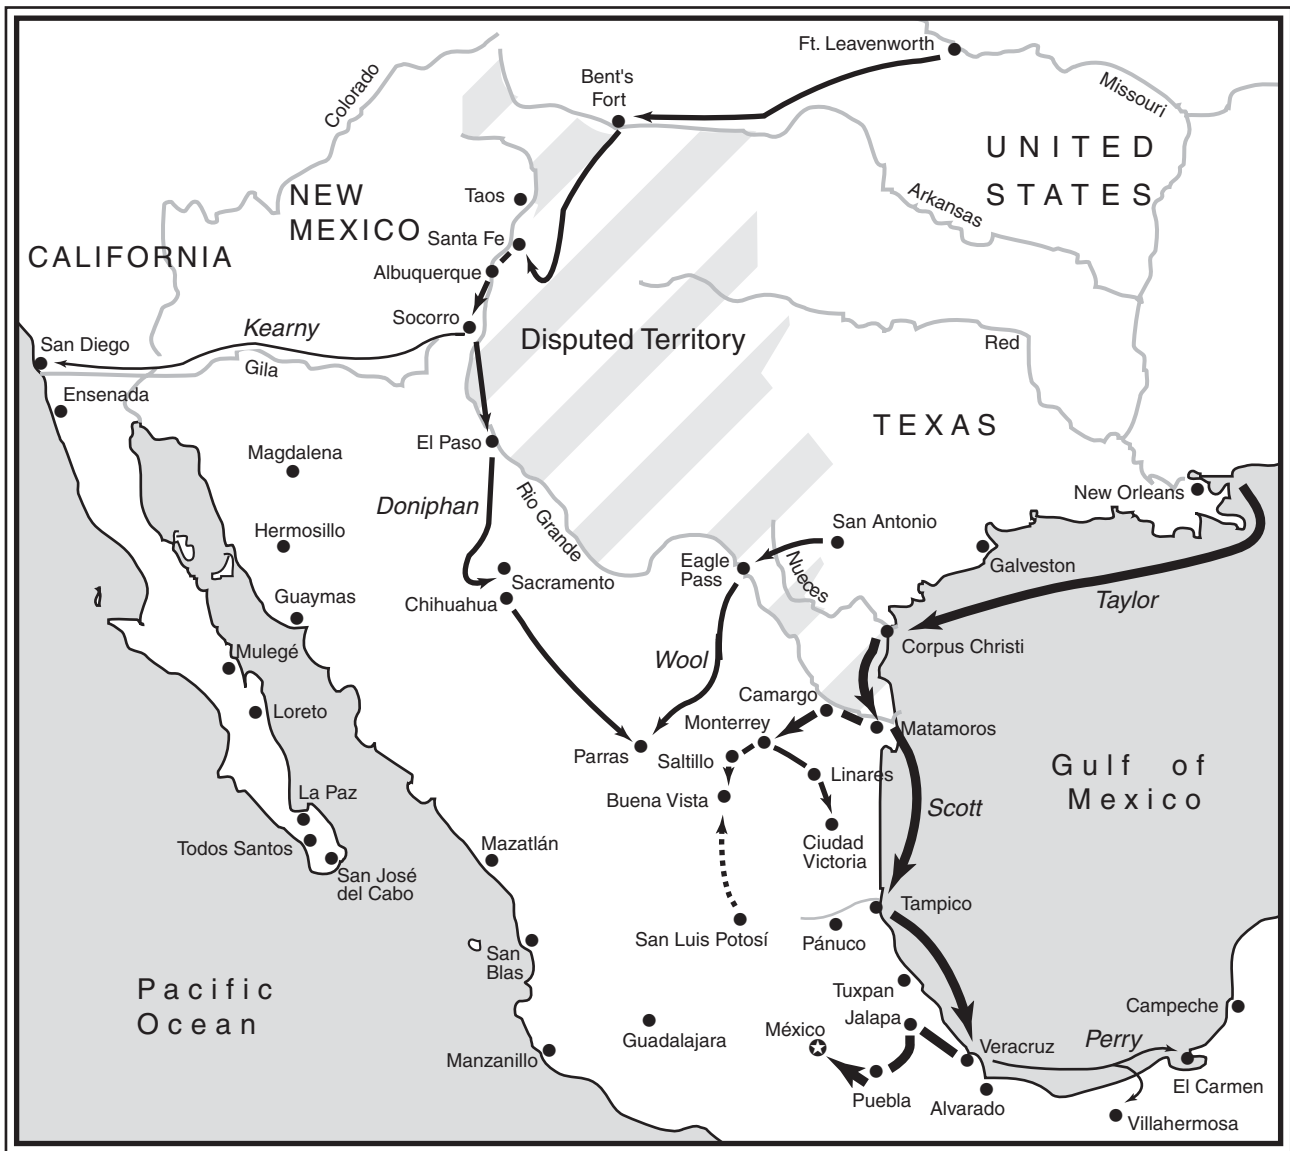 Ft. Leavenworth
Bent's
Fort
Missouri
Colorado
UNITED
STATES
NEW
MEXICO
Taos
Arkansas
Santa Fe
CALIFORNIA
Albuquerque
Socorro
Kearny
Disputed Territory
San Diego
Gila
Red
Ensenada
TEXAS
El Paso
Magdalena
Doniphan
Rio Grande
New Orleans
San Antonio
Hermosillo
Eagle
Pass
Nueces
Galveston
Sacramento
Chihuahua
Guaymas
Taylor
Corpus Christi
Mulegé
Wool
Camargo
Loreto
Monterrey
Matamoros
Parras
Saltillo
Linares
Gulf of
Mexico
La Paz
Buena Vista
Scott
Todos Santos
Mazatlán
Ciudad
Victoria
San José
del Cabo
Tampico
San Luis Potosí
Pánuco
San
Blas
Pacific
Ocean
Tuxpan
Campeche
Jalapa
México
Guadalajara
Veracruz
Perry
Manzanillo
El Carmen
Puebla
Alvarado
Villahermosa